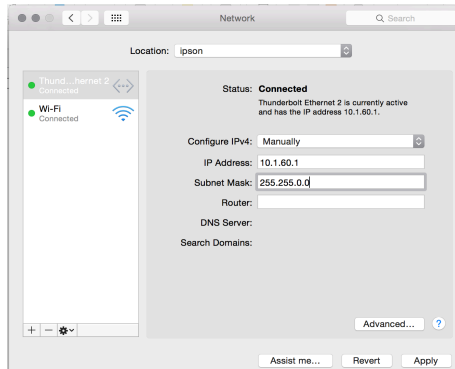 Network
Search
Location: ipson
Thund...hernet 2
Connected
Wi-Fi
Connected
Status: Connected
Thunderbolt Ethernet 2 is currently active
and has the IP address 10.1.60.1.
Configure IPv4: Manually
IP Address: 10.1.60.1
Subnet Mask: 255.255.0.0
Router:
DNS Server:
Search Domains:
Advanced... ?
Assist me... Revert Apply